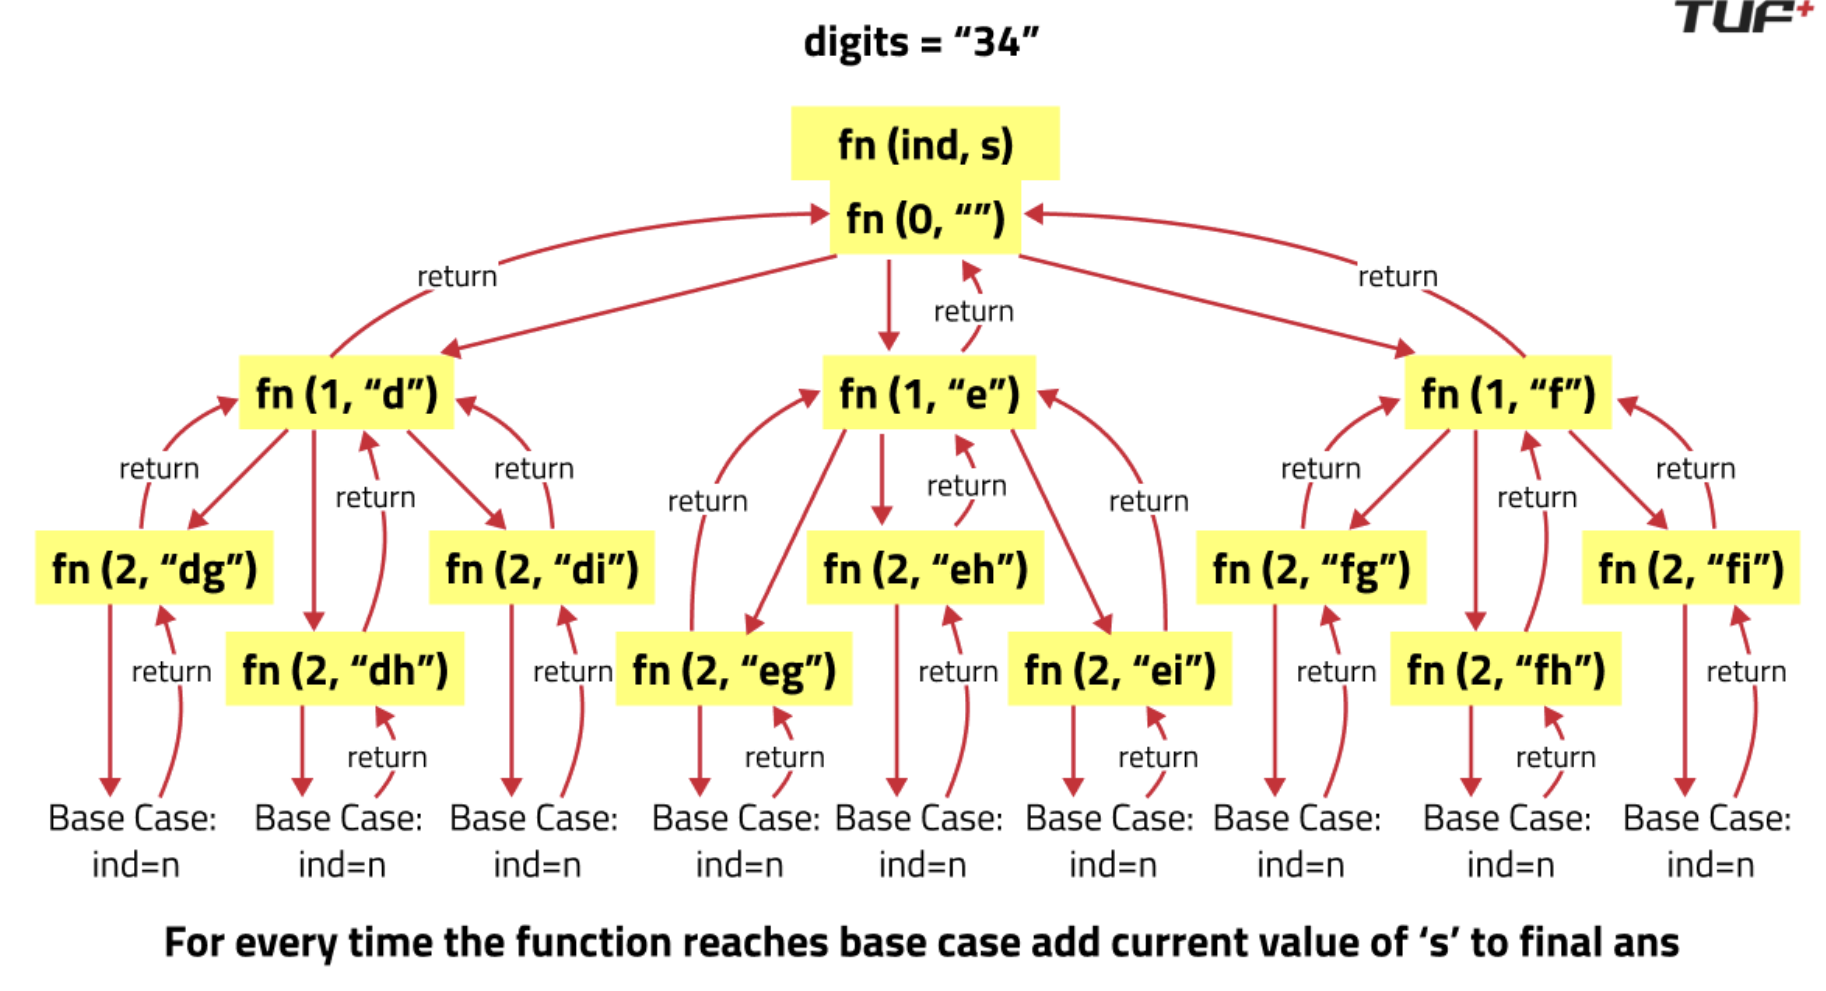 TUF+
digits = “34”
fn (ind, s)
fn (0, “”)
return
return
return
fn (1, “d”)
fn (1, “e”)
fn (1, “f”)
return
return
return
return
return
return
return
return
return
fn (2, “dg”)
fn (2, “di”)
fn (2, “eh”)
fn (2, “fg”)
fn (2, “fi”)
fn (2, “dh”)
fn (2, “eg”)
fn (2, “ei”)
fn (2, “fh”)
return
return
return
return
return
return
return
return
return
Base Case:
ind=n
Base Case:
ind=n
Base Case:
ind=n
Base Case:
ind=n
Base Case:
ind=n
Base Case:
ind=n
Base Case:
ind=n
Base Case:
ind=n
Base Case:
ind=n
For every time the function reaches base case add current value of ‘s’ to final ans